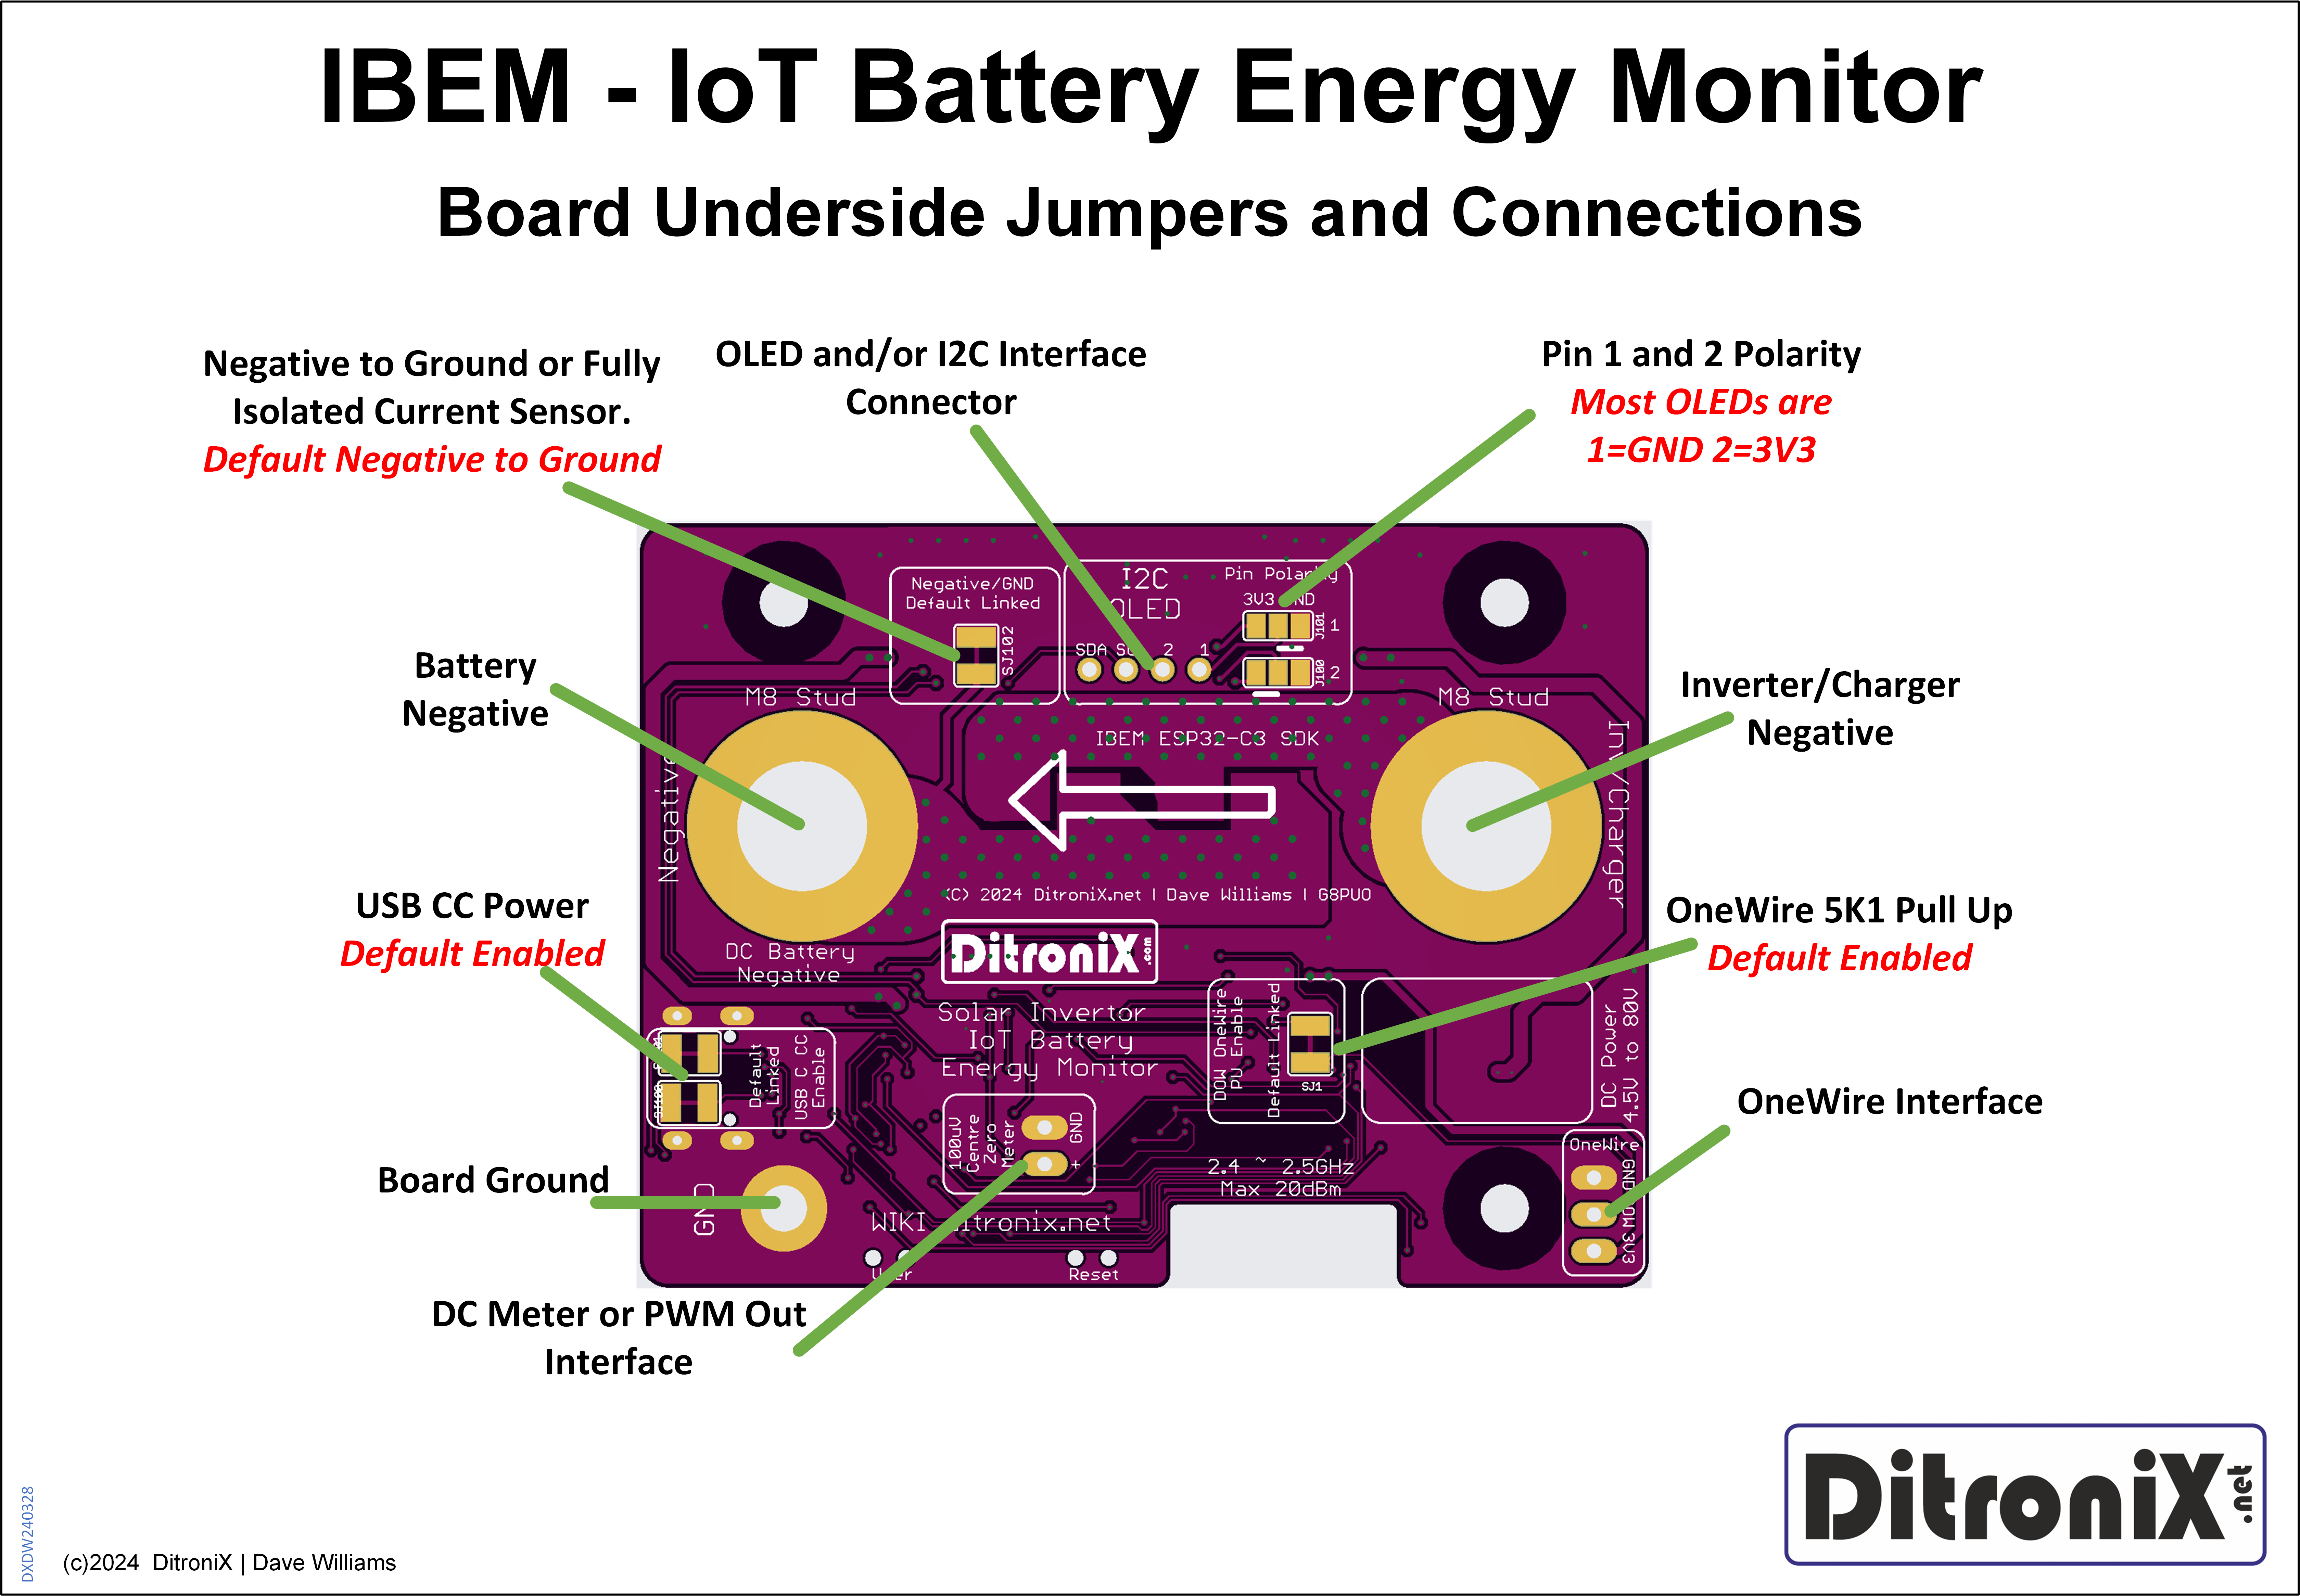 IBEM - IoT Battery Energy Monitor
Board Underside Jumpers and Connections
Negative to Ground or Fully
Isolated Current Sensor.
Default Negative to Ground
OLED and/or I2C Interface
Connector
Pin 1 and 2 Polarity
Most OLEDs are
1=GND 2=3V3
Battery
Negative
Inverter/Charger
Negative
USB CC Power
Default Enabled
OneWire 5K1 Pull Up
Default Enabled
Board Ground
OneWire Interface
DC Meter or PWM Out
Interface
Negative/GND
Default Linked
SJ102
I2C
OLED
Pin Polarity
3V3 GND
J101
1
J100
2
SDA
2
1
M8 Stud
M8 Stud
Negative
Inv/Charger
IBEM ESP32-C3 SDK
(C) 2024 DitroniX.net | Dave Williams | G8PUO
DitroniX.com
DC Battery
Negative
Solar Invertor
IoT Battery
Energy Monitor
DOW OneWire
PU Enable
Default Linked
SJ1
DC Power
4.5V to 80V
Default
Linked
USB C CC
Enable
100uV
Centre
Zero
Meter
GND
+
2.4 ~ 2.5GHz
Max 20dBm
OneWire
GND
3V3
GND
WIKI ditronix.net
User
Reset
DitroniX.net
DXDW240328
(c)2024 DitroniX | Dave Williams